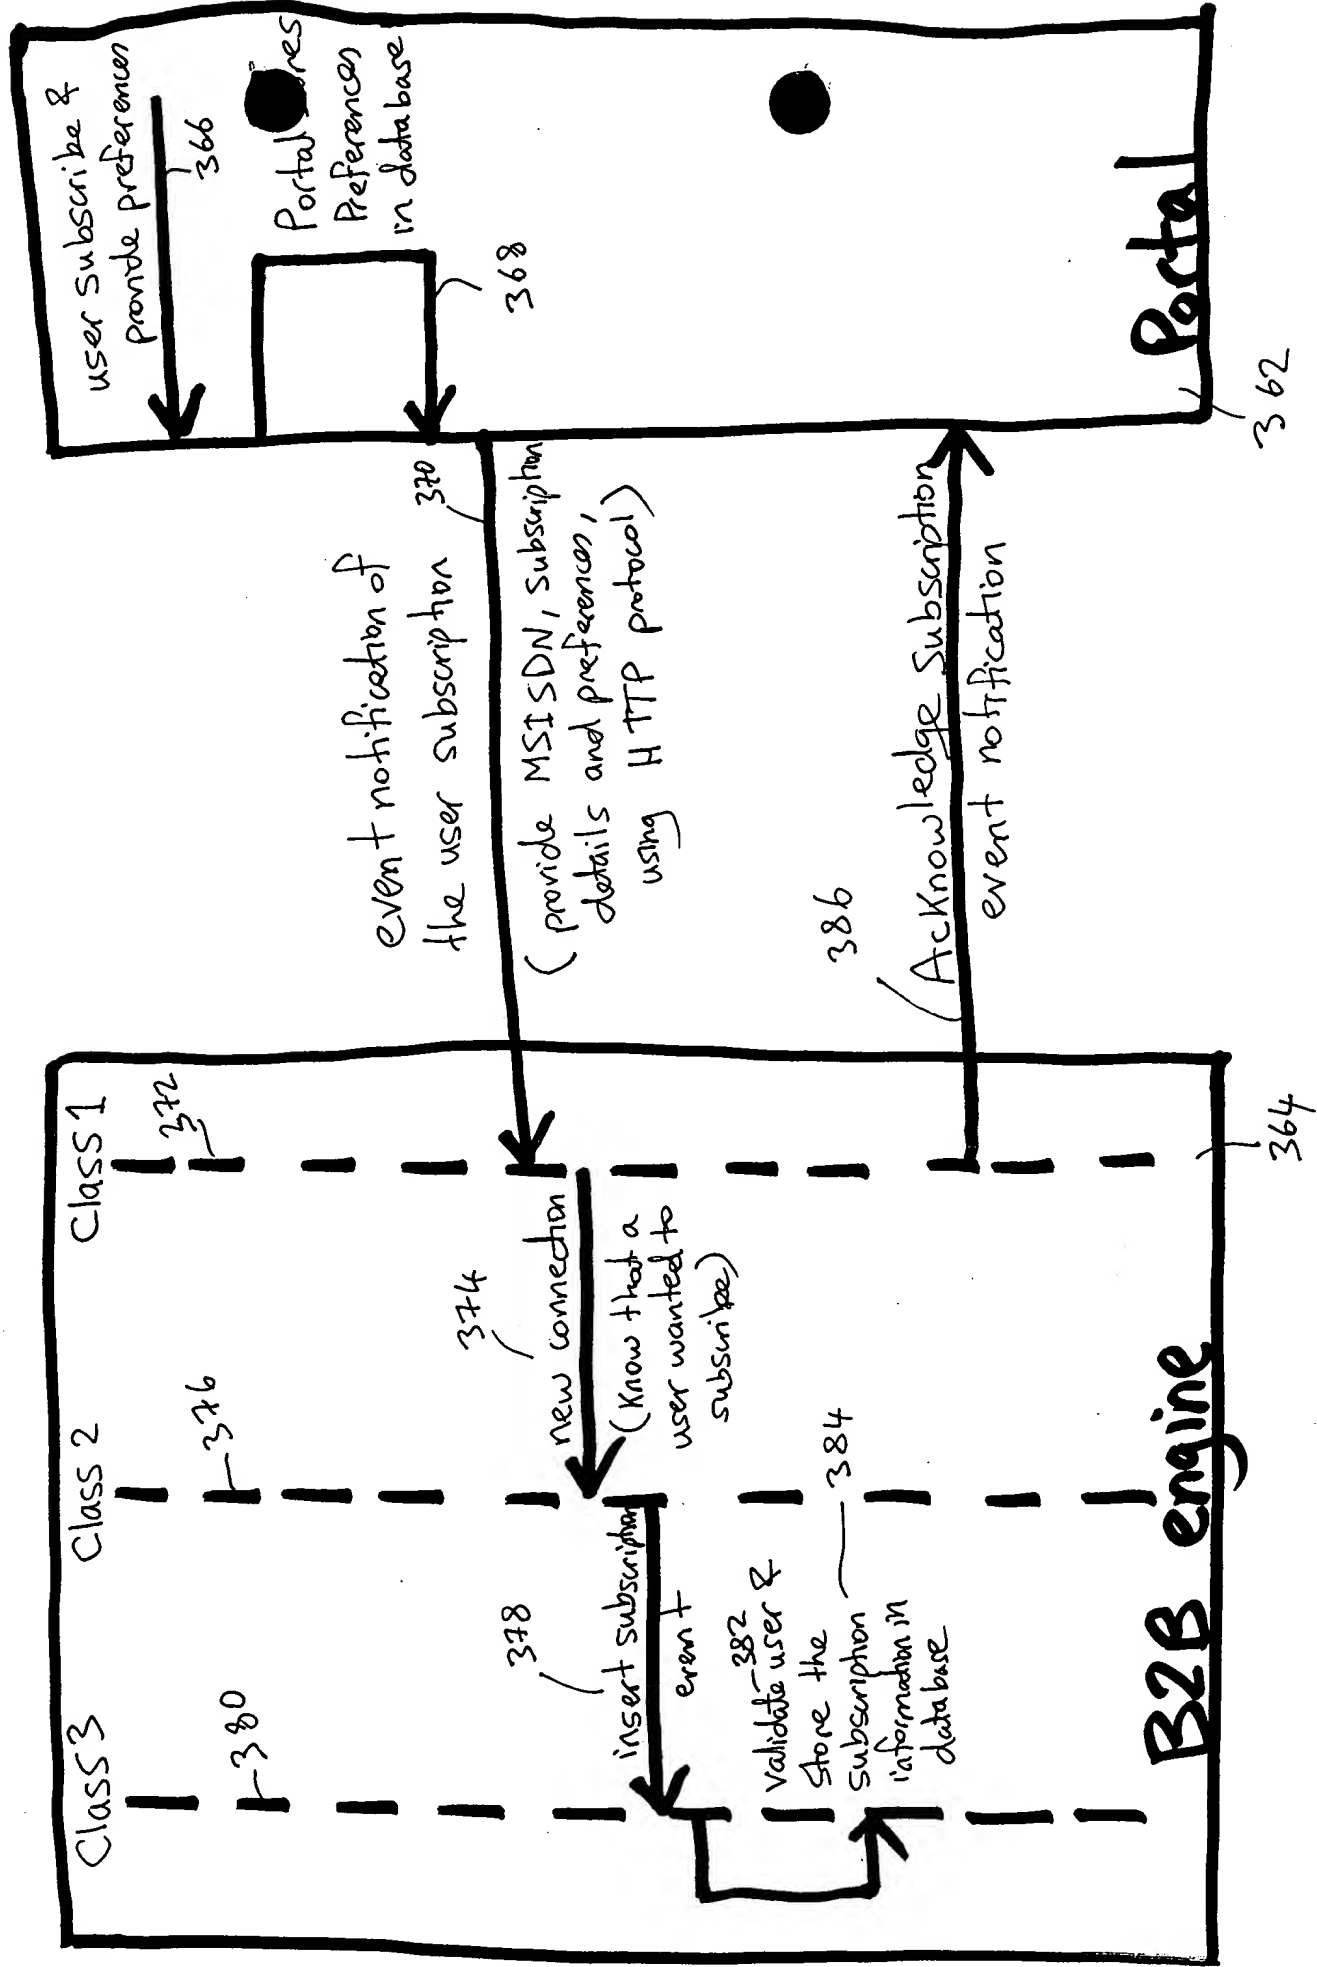 Class 3
380
Class 2
376
Class 1
372
user subscribe &
provide preferences
366
Portal
Preferences
in database
368
370
event notification of
the user subscription
(provide MSISDN, subscription
details and preferences,
using HTTP protocol)
374
new connection
(Know that a
user wanted to
subscribe)
378
insert subscription
event
382
Validate user &
Store the
subscription
information in
database
384
386
Acknowledge Subscription
event notification
B2B engine
364
Portal
362